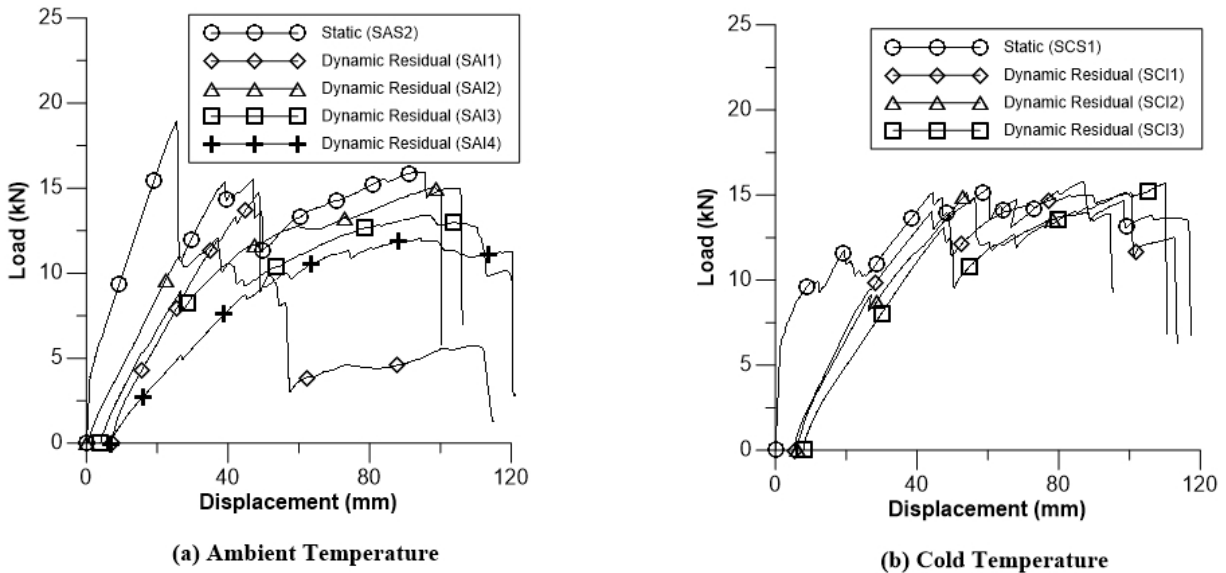 25
20
15
10
5
0
Load (kN)
0
40
80
120
Displacement (mm)
Static (SAS2)
Dynamic Residual (SAI1)
Dynamic Residual (SAI2)
Dynamic Residual (SAI3)
Dynamic Residual (SAI4)
(a) Ambient Temperature
25
20
15
10
5
0
Load (kN)
0
40
80
120
Displacement (mm)
Static (SCS1)
Dynamic Residual (SCI1)
Dynamic Residual (SCI2)
Dynamic Residual (SCI3)
(b) Cold Temperature